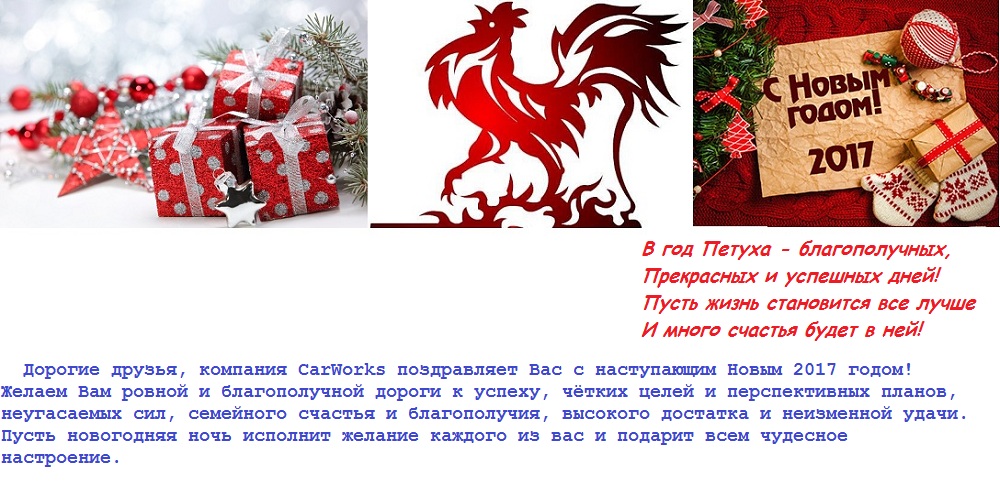 С Новым
годом!
2017
В год Петуха - благополучных,
Прекрасных и успешных дней!
Пусть жизнь становится все лучше
И много счастья будет в ней!
Дорогие друзья, компания CarWorks поздравляет Вас с наступающим Новым 2017 годом!
Желаем Вам ровной и благополучной дороги к успеху, чётких целей и перспективных планов,
неугасаемых сил, семейного счастья и благополучия, высокого достатка и неизменной удачи.
Пусть новогодняя ночь исполнит желание каждого из вас и подарит всем чудесное
настроение.